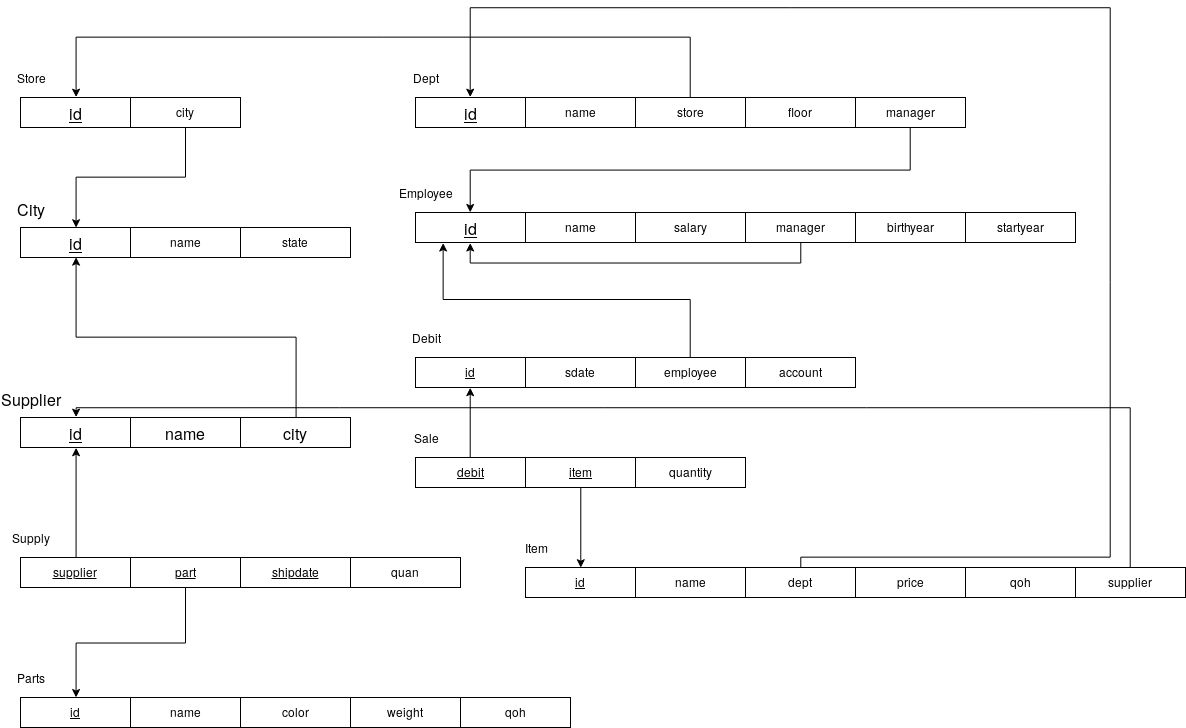 Store
id city
Dept
id name store floor manager
City
id name state
Employee
id name salary manager birthyear startyear
Debit
id sdate employee account
Supplier
id name city
Sale
debit item quantity
Supply
supplier part shipdate quan
Item
id name dept price qoh supplier
Parts
id name color weight qoh